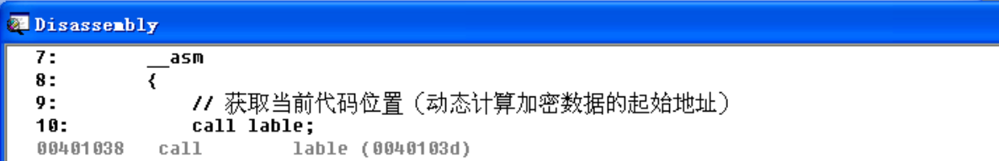 Disassembly
7: __asm
8: {
9: // 获取当前代码位置（动态计算加密数据的起始地址）
10: call lable;
00401038 call lable (0040103d)